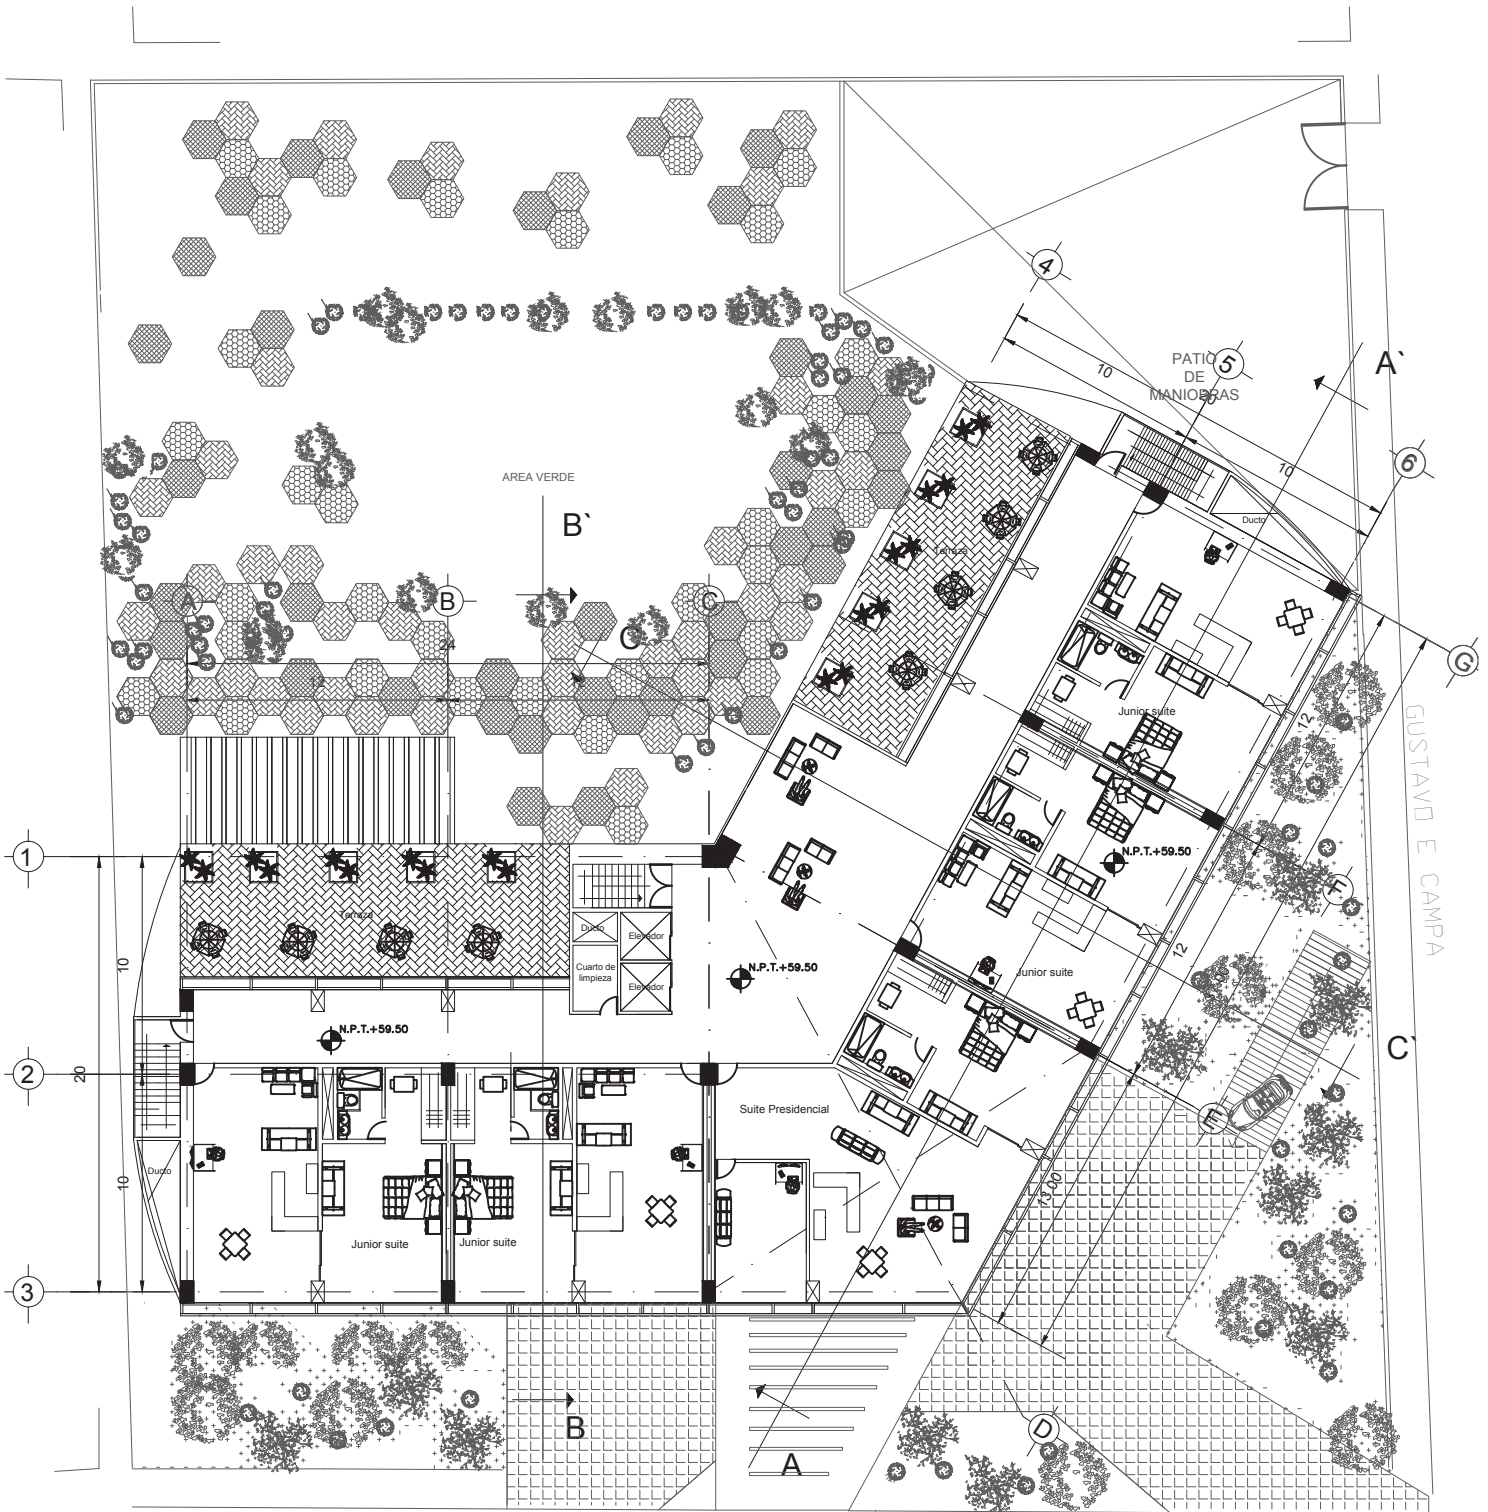 4
5
A`
PATIO
DE
MANIOBRAS
10
20
10
6
AREA VERDE
B`
Ducto
Terraza
A
B
C
C
24
12
G
Junior suite
12
GUSTAVO E CAMPA
1
N.P.T.+59.50
F
Terraza
Ducto
Elevador
10
Cuarto de
limpieza
Elevador
N.P.T.+59.50
Junior suite
12
N.P.T.+59.50
C`
2
20
Suite Presidencial
E
Ducto
10
13.00
Junior suite
Junior suite
3
B
D
A